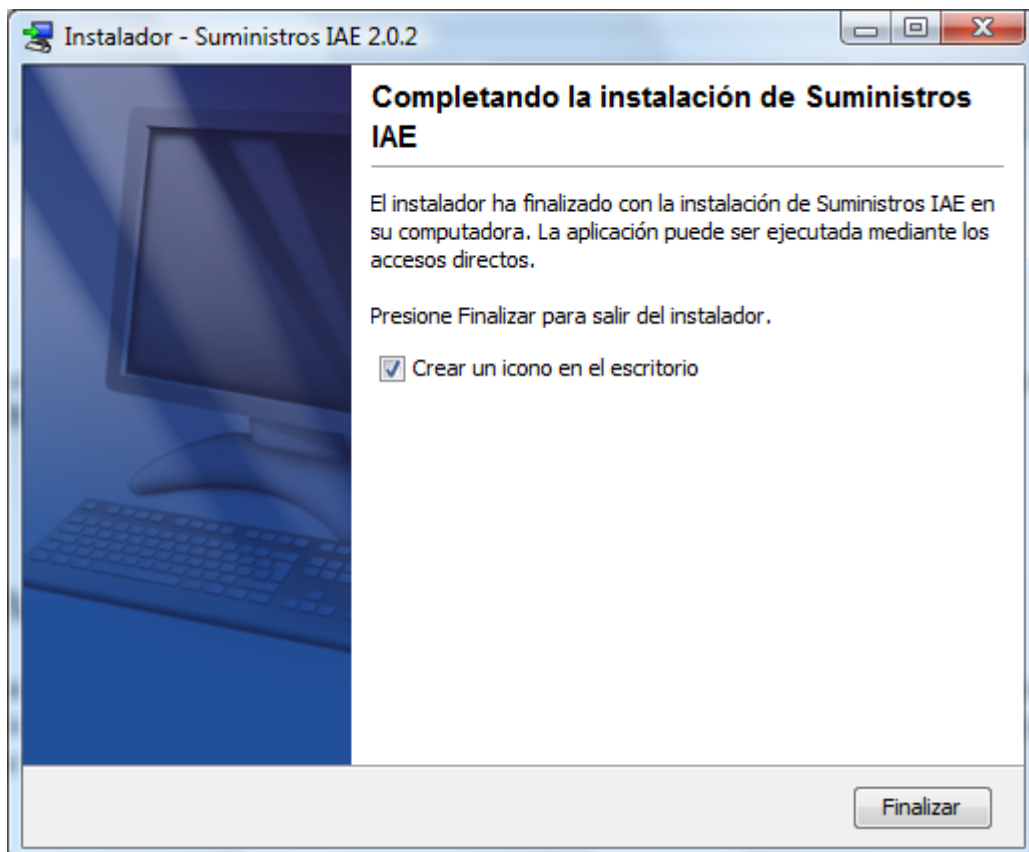 Instalador - Suministros IAE 2.0.2
Completando la instalación de Suministros
IAE
El instalador ha finalizado con la instalación de Suministros IAE en
su computadora. La aplicación puede ser ejecutada mediante los
accesos directos.
Presione Finalizar para salir del instalador.
Crear un icono en el escritorio
Finalizar